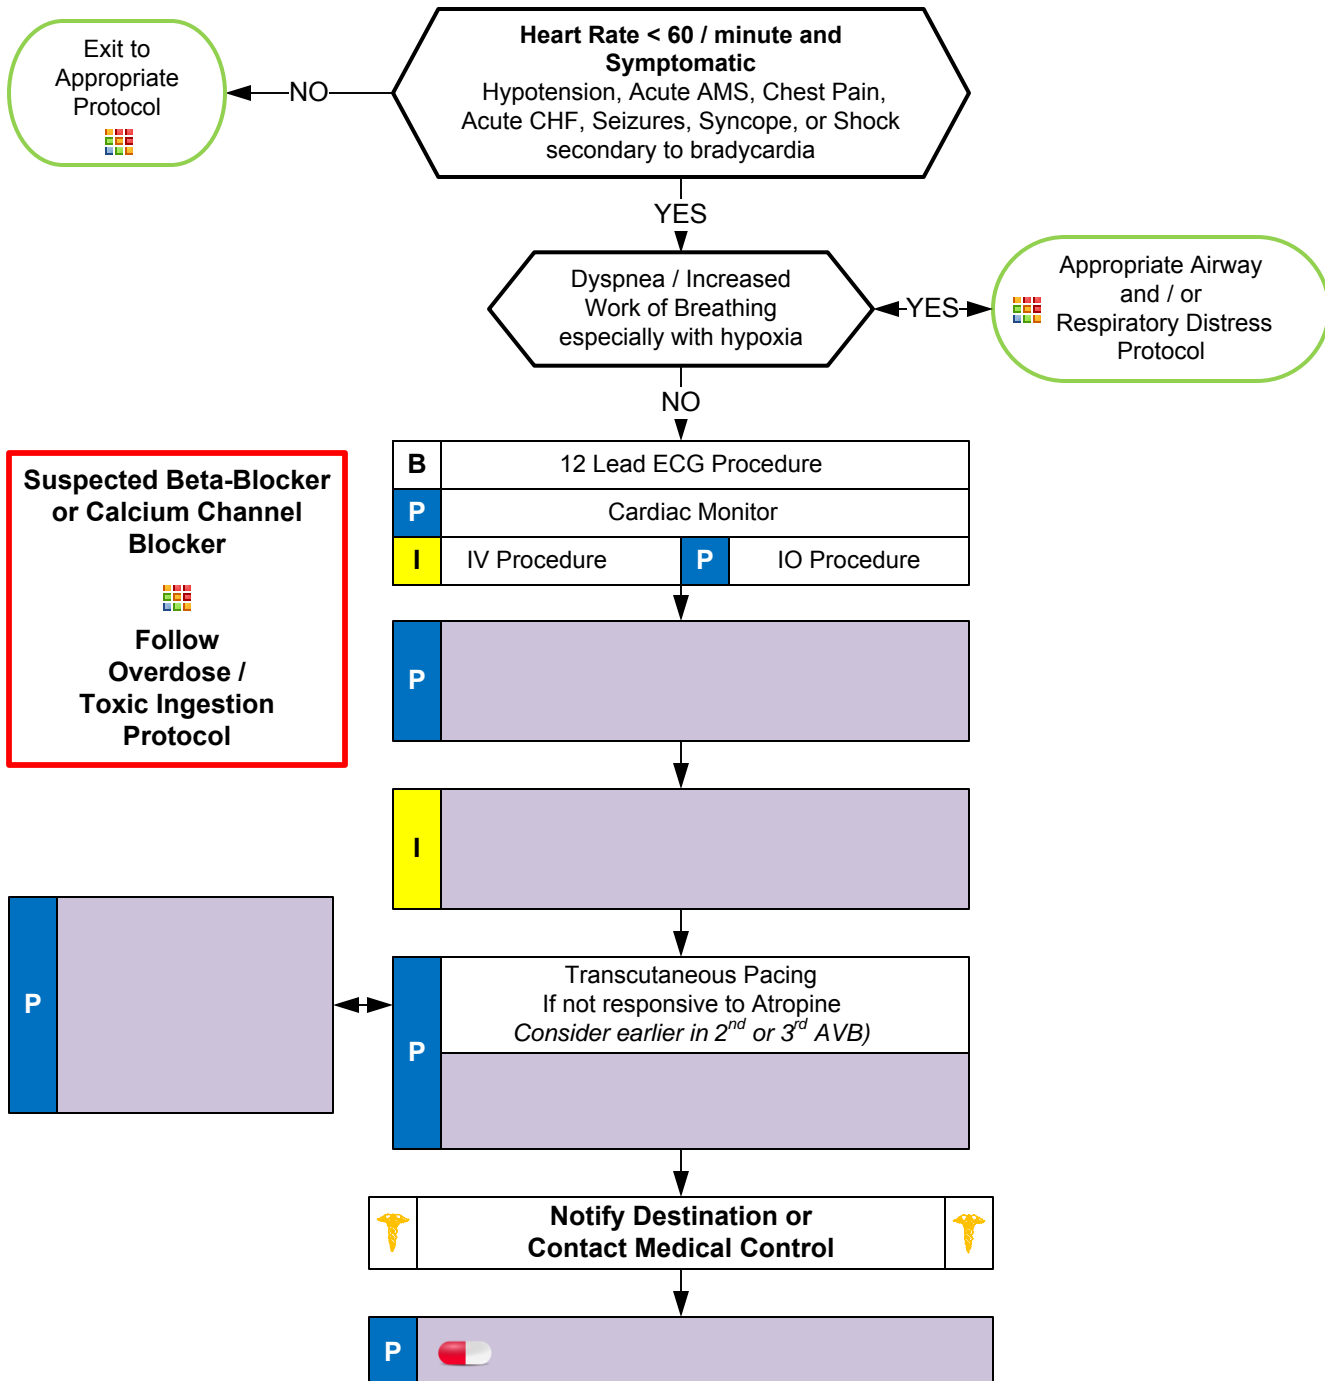 Heart Rate < 60 / minute and
Symptomatic
Hypotension, Acute AMS, Chest Pain,
Acute CHF, Seizures, Syncope, or Shock
secondary to bradycardia
NO
Exit to
Appropriate
Protocol
YES
Dyspnea / Increased
Work of Breathing
especially with hypoxia
YES
Appropriate Airway
and / or
Respiratory Distress
Protocol
NO
B 12 Lead ECG Procedure
P Cardiac Monitor
I IV Procedure P IO Procedure
Suspected Beta-Blocker
or Calcium Channel
Blocker
Follow
Overdose /
Toxic Ingestion
Protocol
P
I
P
P
Transcutaneous Pacing
If not responsive to Atropine
Consider earlier in 2nd or 3rd AVB)
Notify Destination or
Contact Medical Control
P